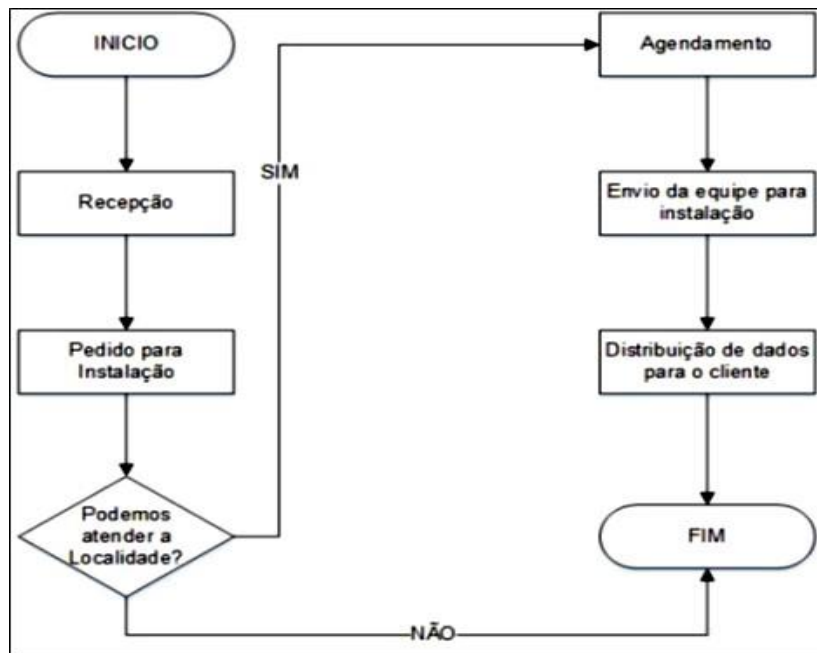 INICIO
Recepção
Pedido para
Instalação
Podemos
atender a
Localidade?
SIM
NÃO
Agendamento
Envio da equipe para
instalação
Distribuição de dados
para o cliente
FIM